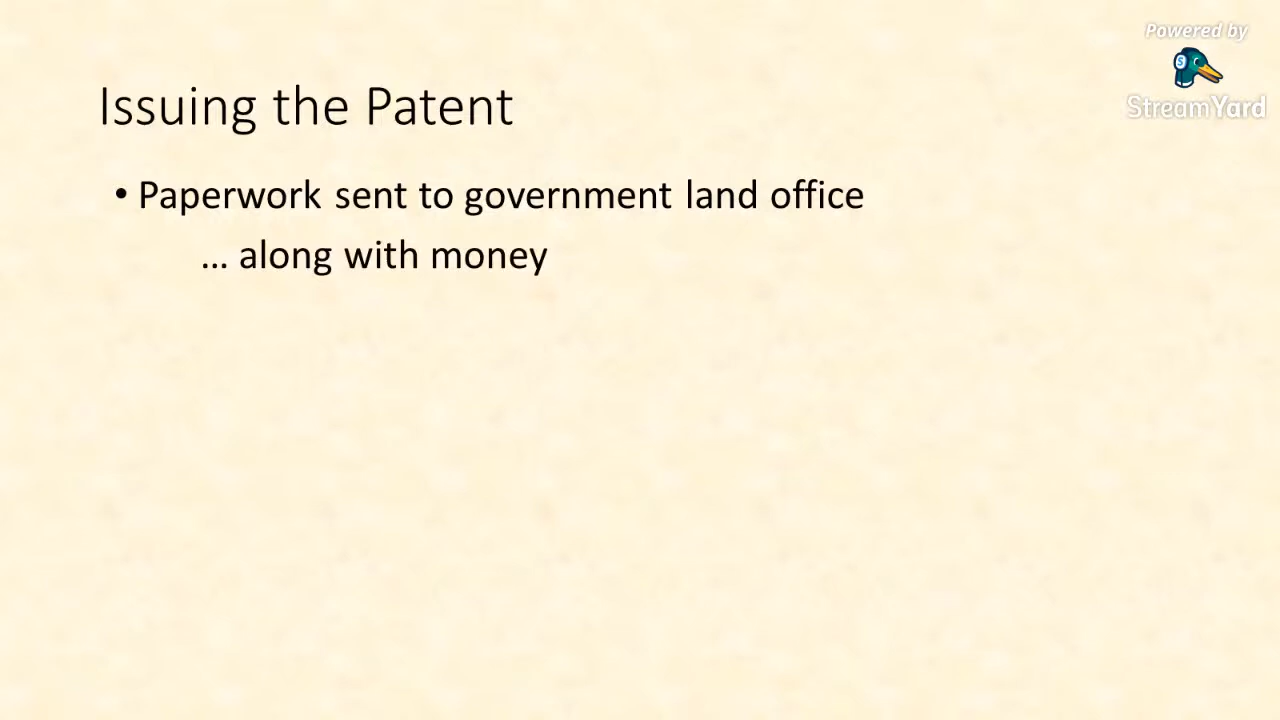 Powered by
StreamYard
Issuing the Patent
• Paperwork sent to government land office
... along with money